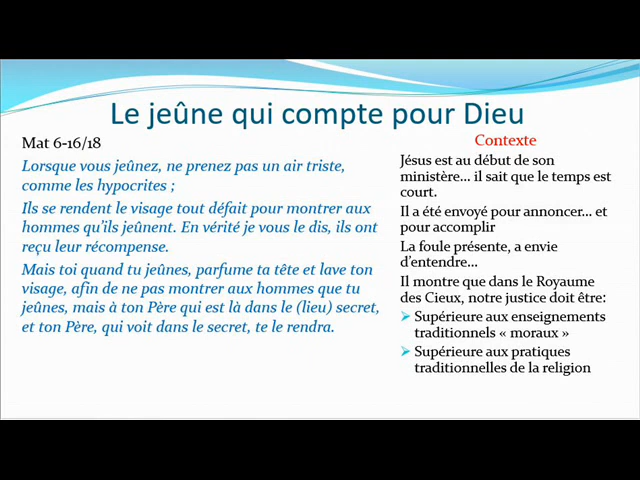 Le jeûne qui compte pour Dieu
Mat 6-16/18
Lorsque vous jeûnez, ne prenez pas un air triste,
comme les hypocrites ;
Ils se rendent le visage tout défait pour montrer aux
hommes qu'ils jeûnent. En vérité je vous le dis, ils ont
reçu leur récompense.
Mais toi quand tu jeûnes, parfume ta tête et lave ton
visage, afin de ne pas montrer aux hommes que tu
jeûnes, mais à ton Père qui est là dans le (lieu) secret,
et ton Père, qui voit dans le secret, te le rendra.
Contexte
Jésus est au début de son
ministère... il sait que le temps est
court.
Il a été envoyé pour annoncer... et
pour accomplir
La foule présente, a envie
d'entendre...
Il montre que dans le Royaume
des Cieux, notre justice doit être:
Supérieure aux enseignements
traditionnels « moraux »
Supérieure aux pratiques
traditionnelles de la religion